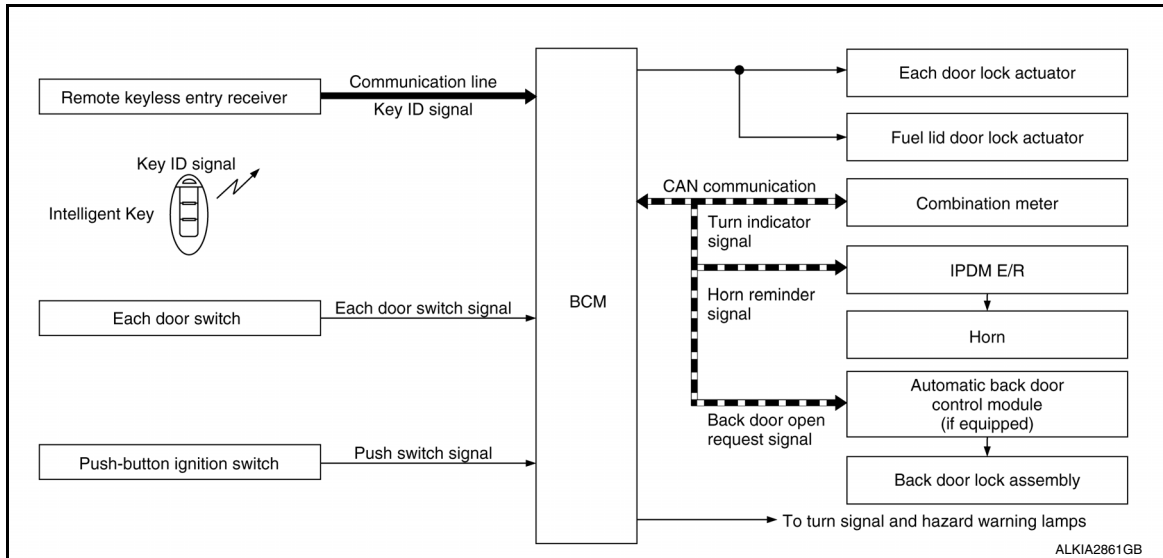 Remote keyless entry receiver
Communication line
Key ID signal
Key ID signal
Intelligent Key
Each door switch
Each door switch signal
Push-button ignition switch
Push switch signal
BCM
Each door lock actuator
Fuel lid door lock actuator
CAN communication
Combination meter
Turn indicator
signal
IPDM E/R
Horn reminder
signal
Horn
Automatic back door
control module
(if equipped)
Back door open
request signal
Back door lock assembly
To turn signal and hazard warning lamps
ALKIA2861GB